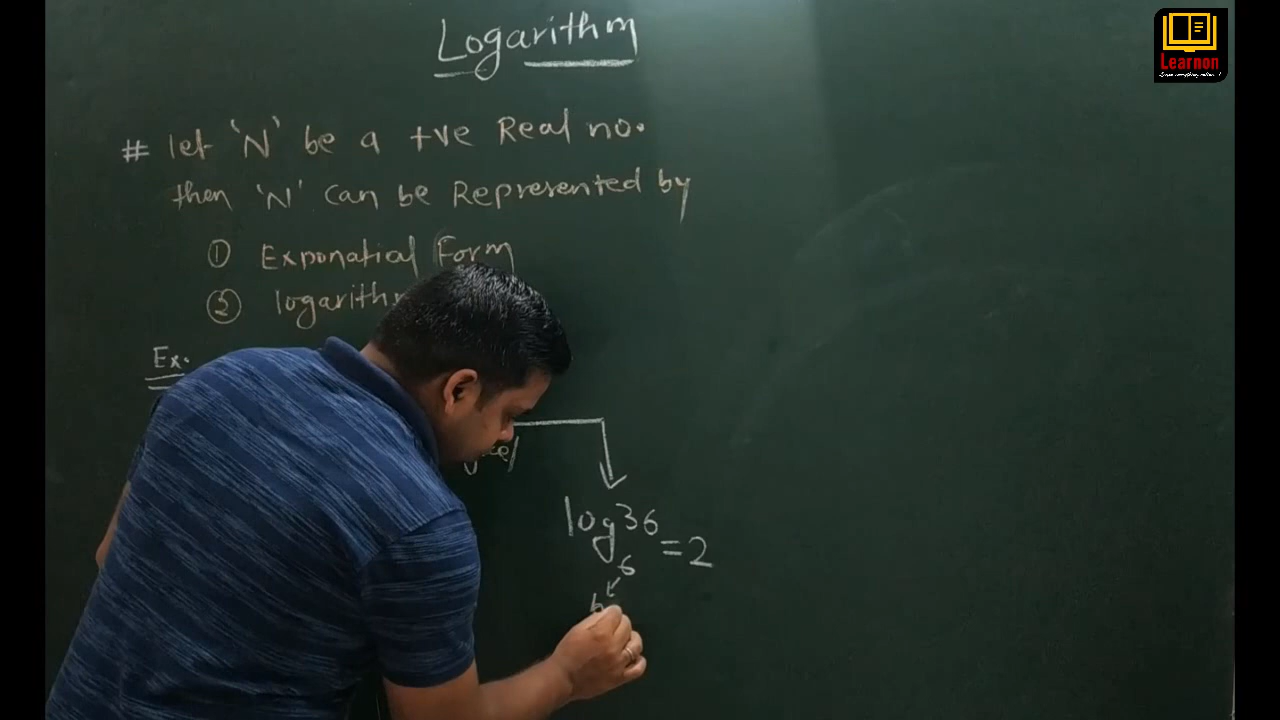 Logarithm
Learnon
# let 'N' be a +ve Real no.
then 'N' can be Represented by
① Exponatial Form
② logarith
Ex.
log 36
6
= 2